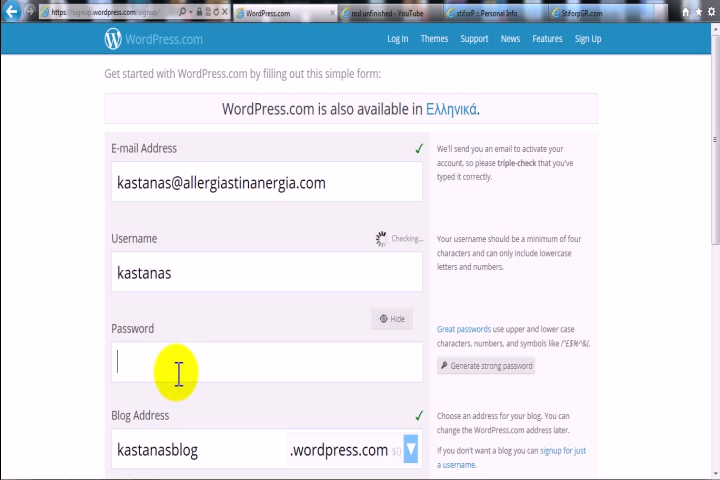 https://signup.wordpress.com/signup/
WordPress.com
rod unfinished - YouTube
stiforP :: Personal Info
StiforpGR.com
WordPress.com
Log In
Themes
Support
News
Features
Sign Up
Get started with WordPress.com by filling out this simple form:
WordPress.com is also available in Ελληνικά.
E-mail Address
kastanas@allergiastinanergia.com
We'll send you an email to activate your
account, so please triple-check that you've
typed it correctly.
Username
Checking...
kastanas
Your username should be a minimum of four
characters and can only include lowercase
letters and numbers.
Hide
Password
Great passwords use upper and lower case
characters, numbers, and symbols like !"£$%^&(.
Generate strong password
Blog Address
kastanasblog
.wordpress.com $0
Choose an address for your blog. You can
change the WordPress.com address later.
If you don't want a blog you can signup for just
a username.